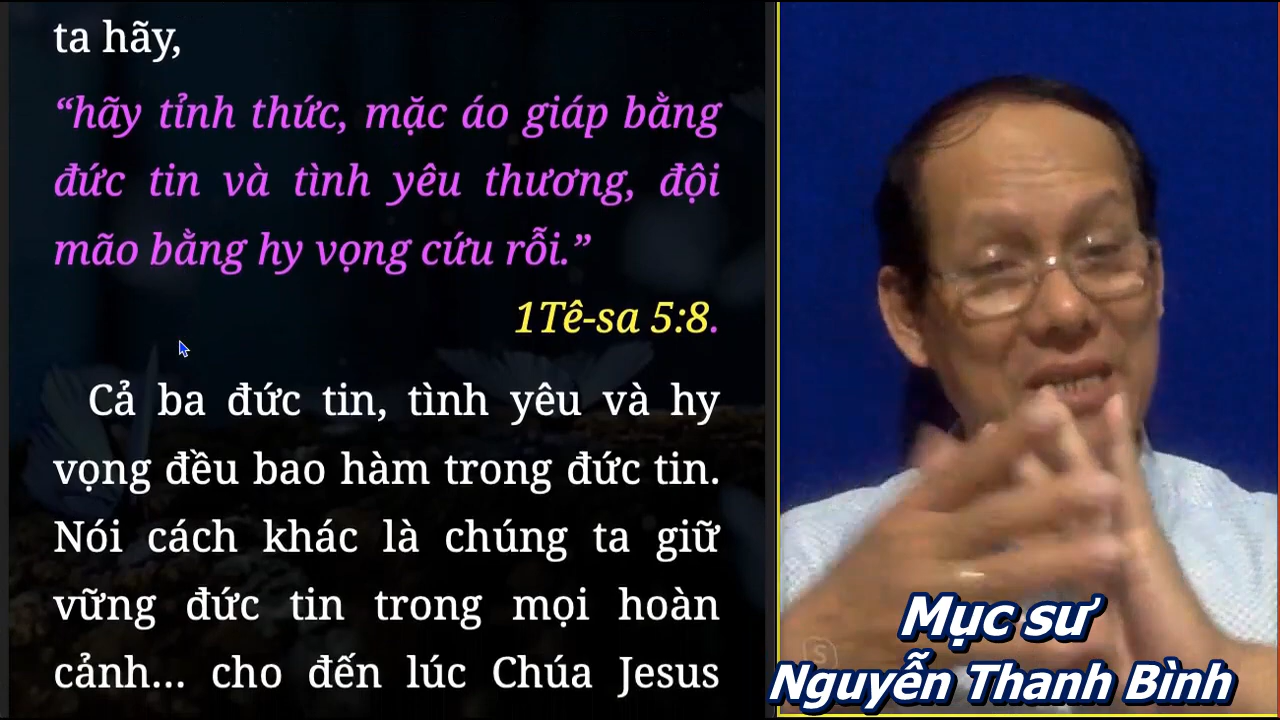 ta hãy,
“hãy tỉnh thức, mặc áo giáp bằng
đức tin và tình yêu thương, đội
mão bằng hy vọng cứu rỗi.”
1Tê-sa 5:8.
Cả ba đức tin, tình yêu và hy
vọng đều bao hàm trong đức tin.
Nói cách khác là chúng ta giữ
vững đức tin trong mọi hoàn
cảnh... cho đến lúc Chúa Jesus
S
Mục sư
Nguyễn Thanh Bình